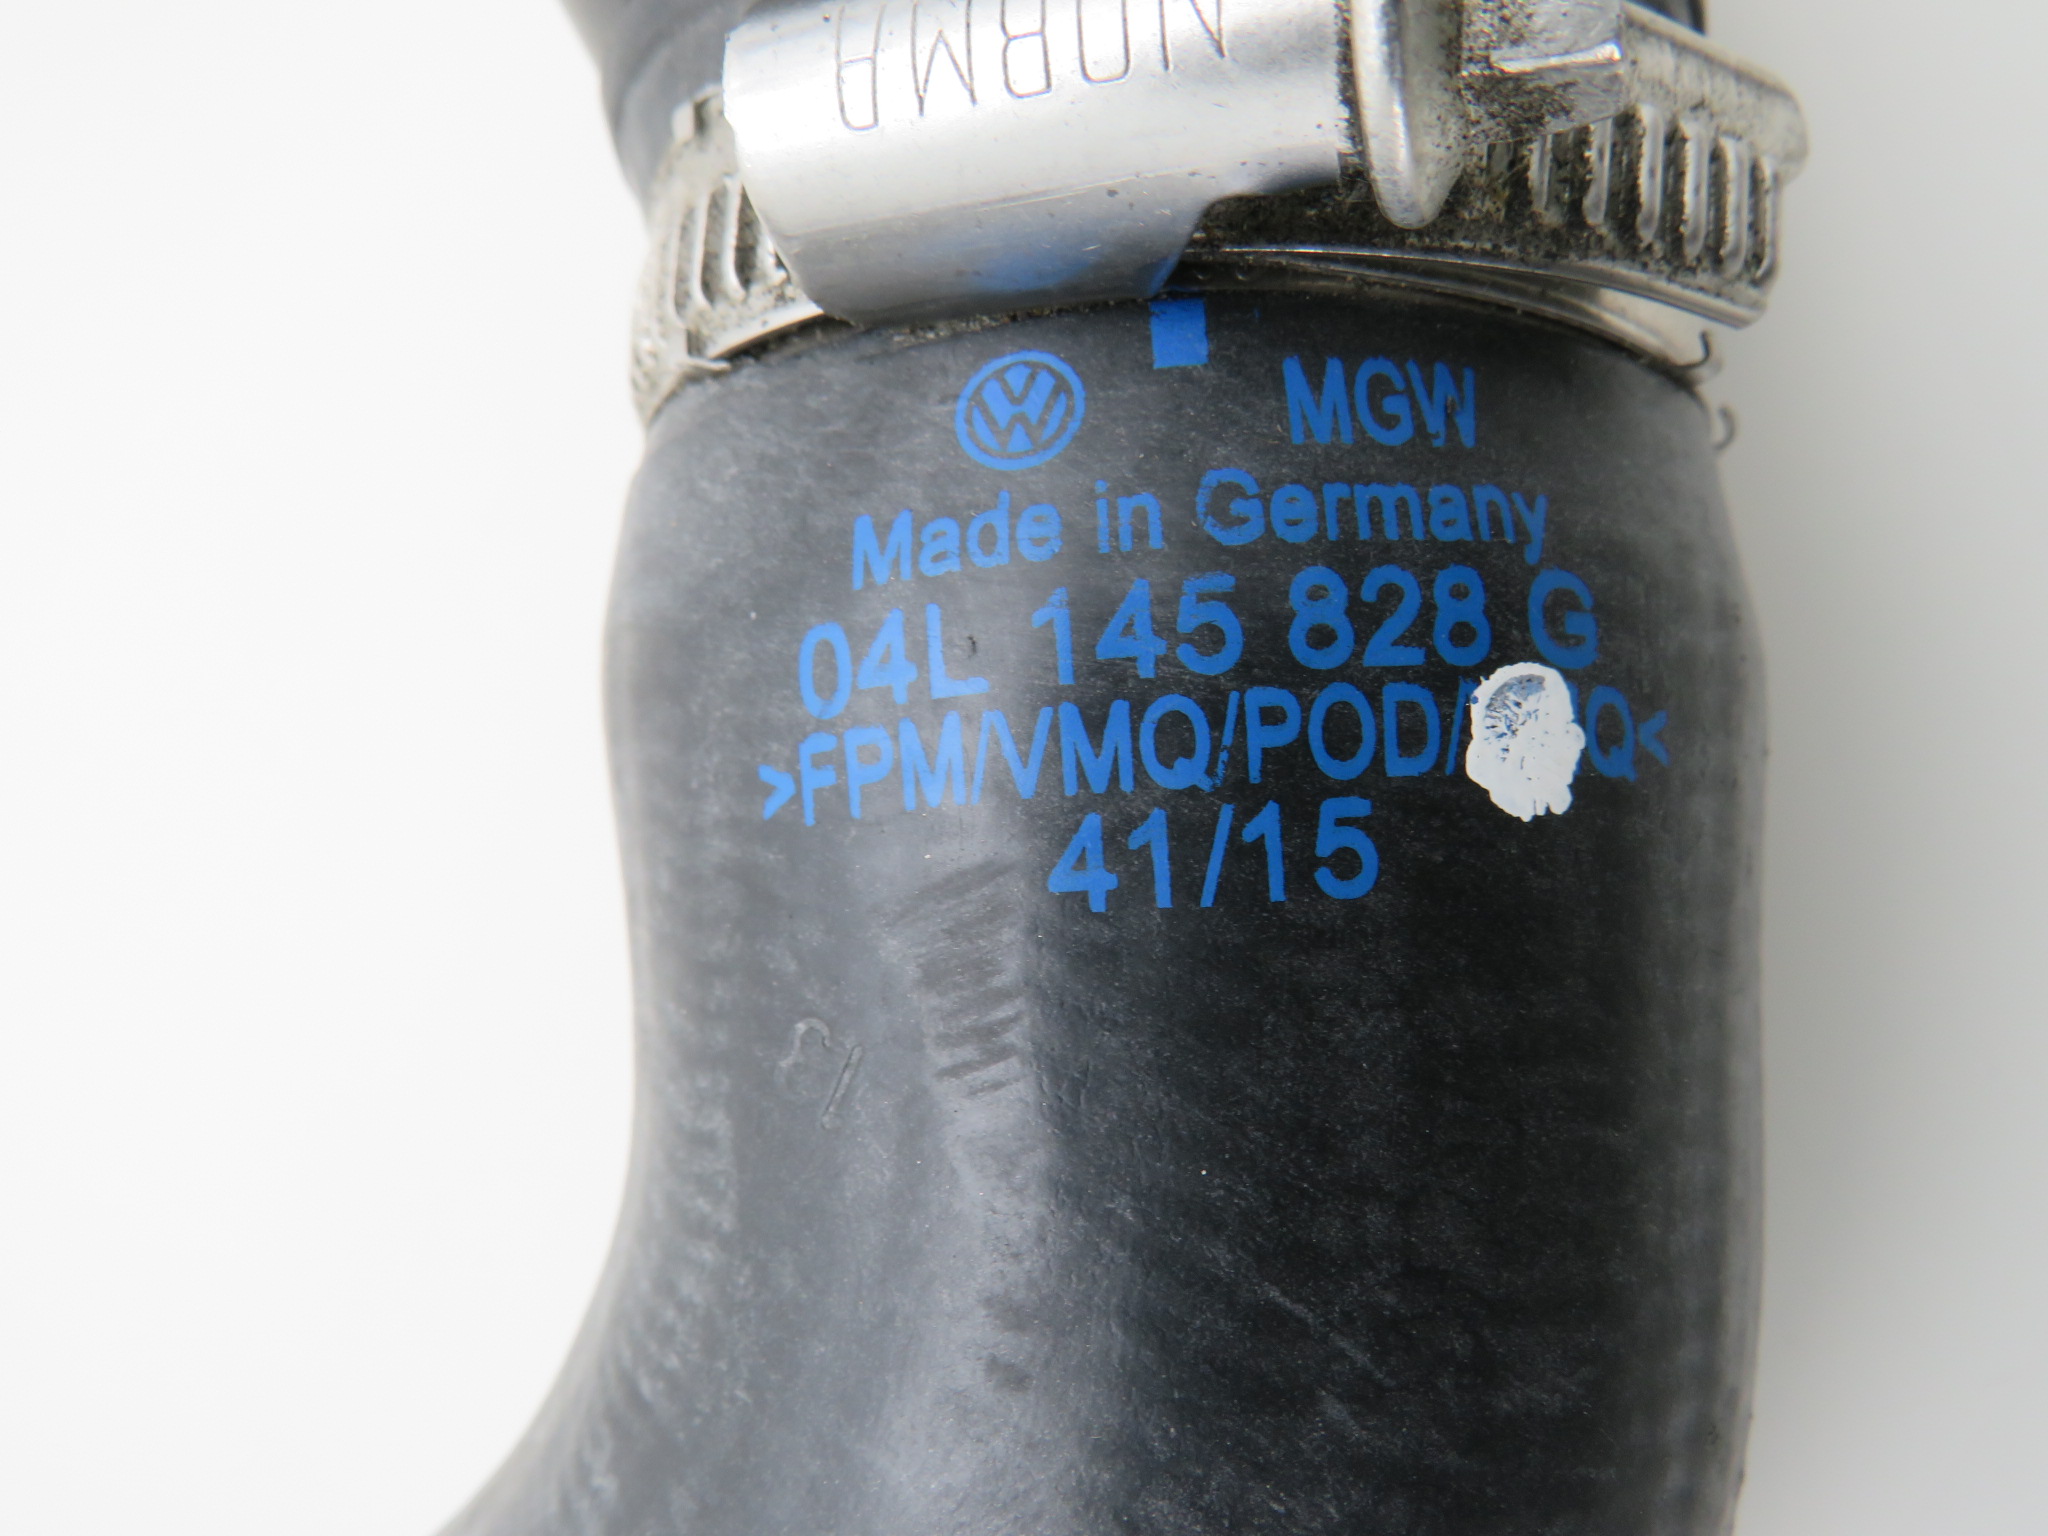 NORMA
MGW
Made in Germany
04L 145 828 G
>FPM/VMQ/POD/
41/15